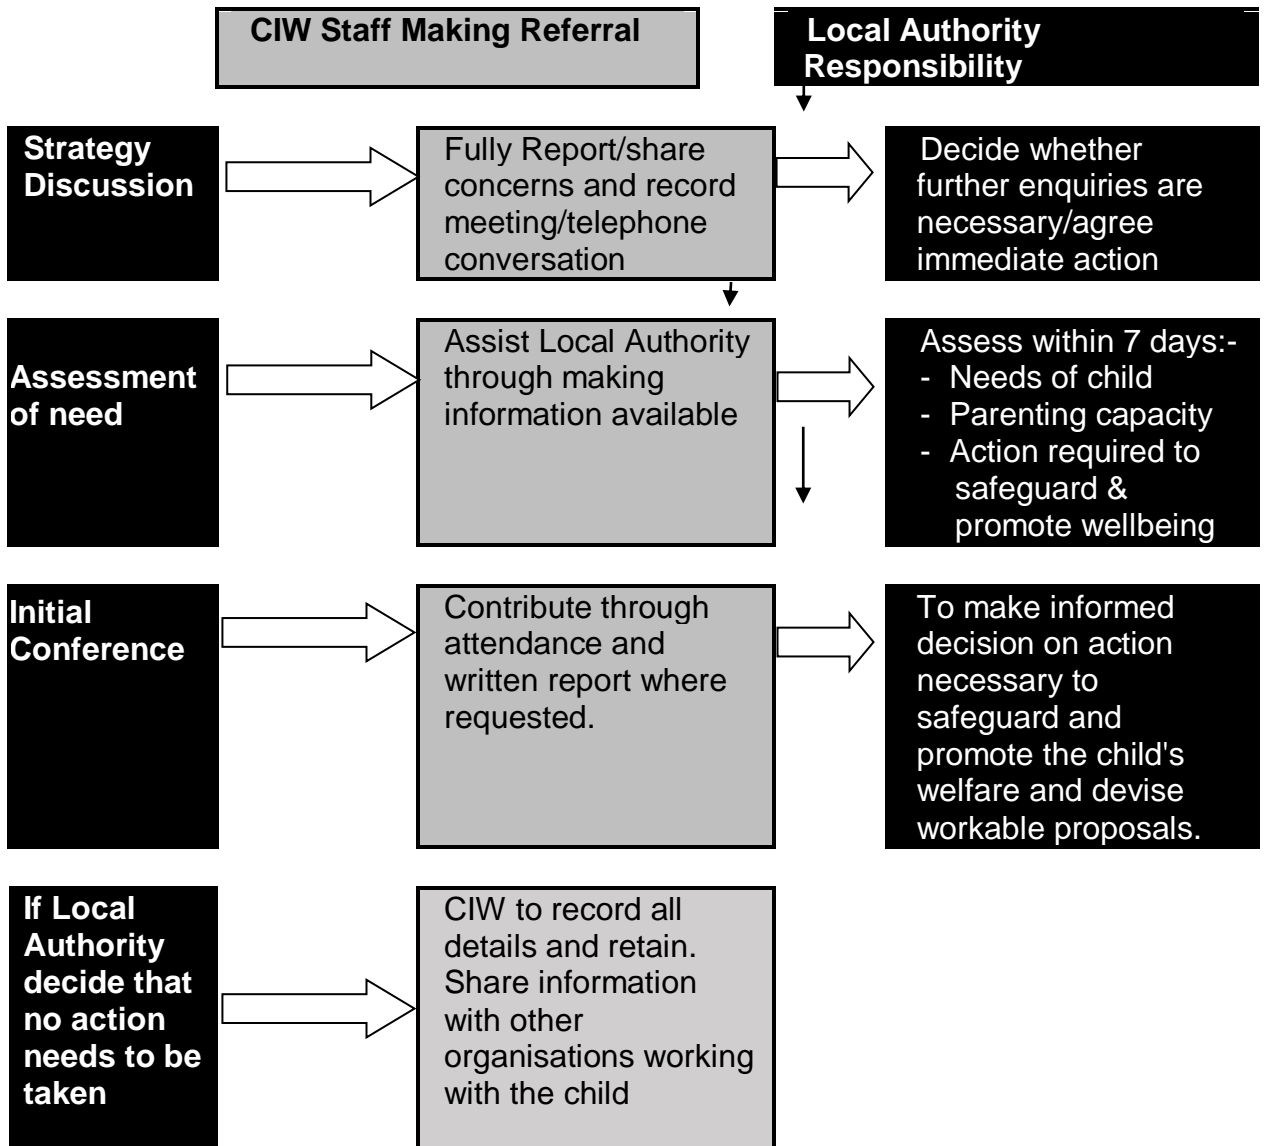 CIW Staff Making Referral
Local Authority
Responsibility
Strategy
Discussion
Fully Report/share
concerns and record
meeting/telephone
conversation
Decide whether
further enquiries are
necessary/agree
immediate action
Assessment
of need
Assist Local Authority
through making
information available
Assess within 7 days:-
- Needs of child
- Parenting capacity
- Action required to
safeguard &
promote wellbeing
Initial
Conference
Contribute through
attendance and
written report where
requested.
To make informed
decision on action
necessary to
safeguard and
promote the child's
welfare and devise
workable proposals.
If Local
Authority
decide that
no action
needs to be
taken
CIW to record all
details and retain.
Share information
with other
organisations working
with the child